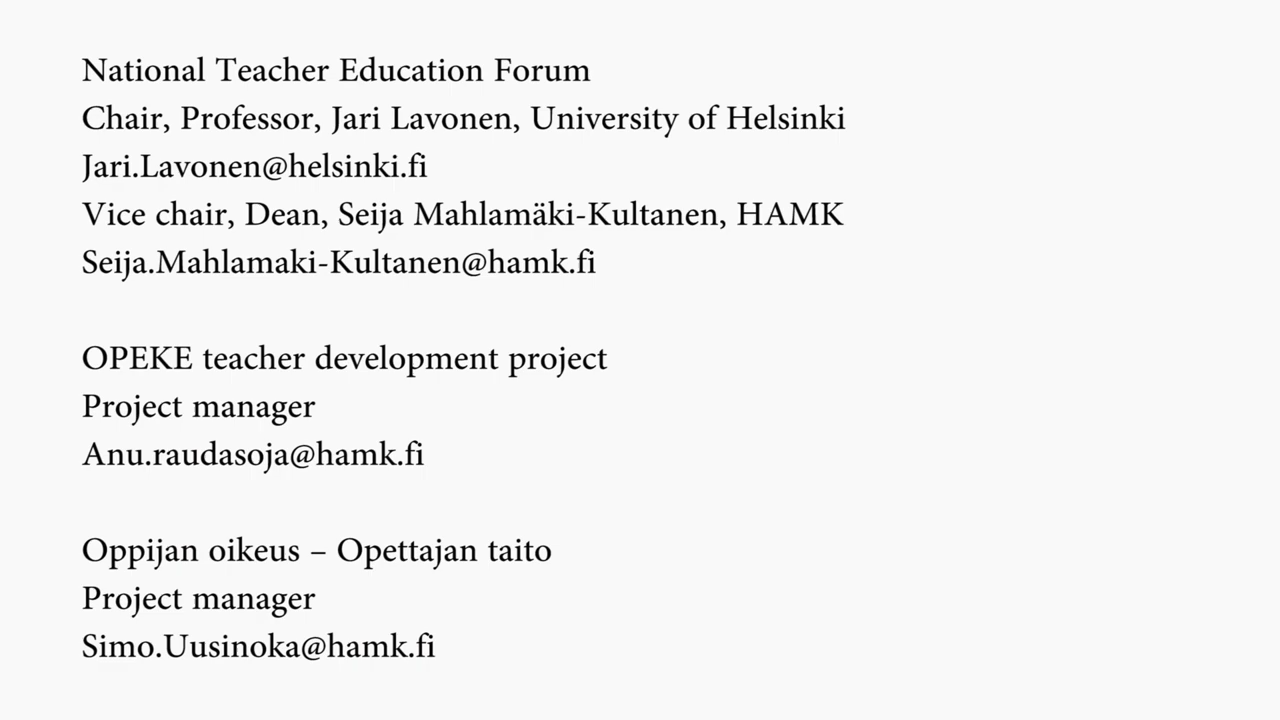 National Teacher Education Forum
Chair, Professor, Jari Lavonen, University of Helsinki
Jari.Lavonen@helsinki.fi
Vice chair, Dean, Seija Mahlamäki-Kultanen, HAMK
Seija.Mahlamaki-Kultanen@hamk.fi
OPEKE teacher development project
Project manager
Anu.raudasoja@hamk.fi
Oppijan oikeus – Opettajan taito
Project manager
Simo.Uusinoka@hamk.fi